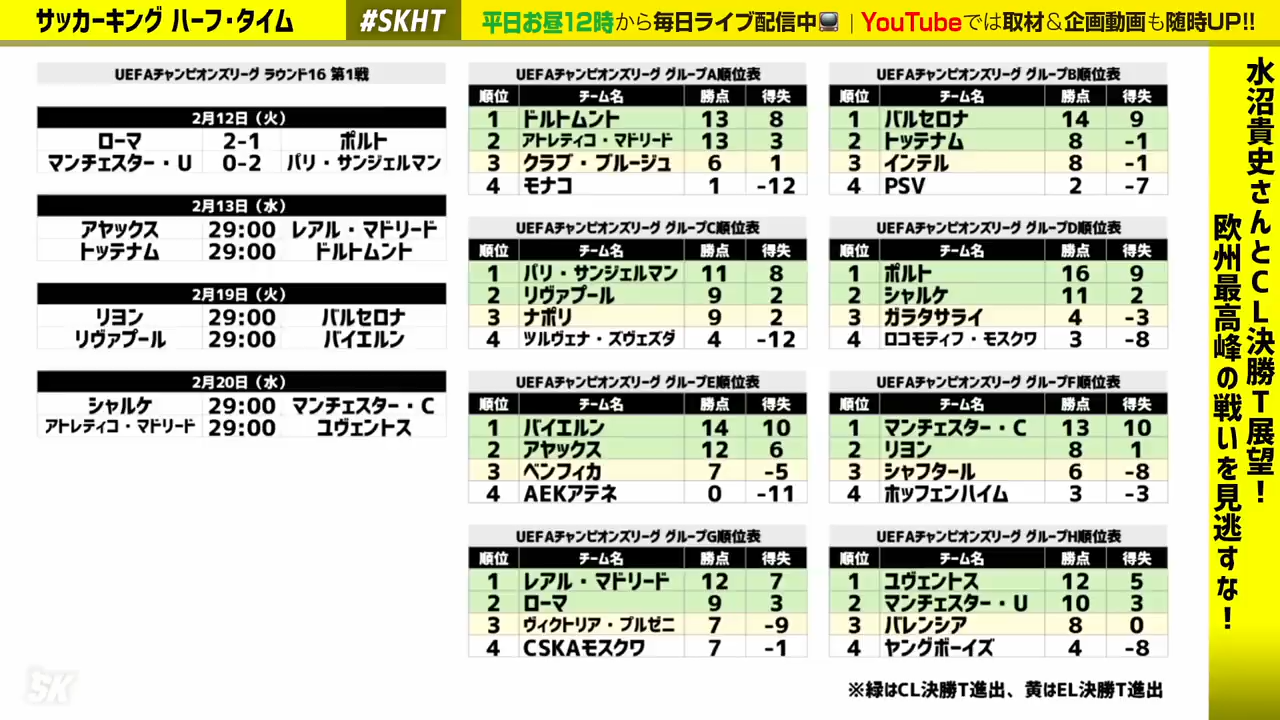 サッカーキング ハーフ・タイム #SKHT 平日お昼12時から毎日ライブ配信中 | YouTubeでは取材&企画動画も随時UP!!
UEFAチャンピオンズリーグ ラウンド16 第1戦
2月12日（火）
ローマ 2-1 ポルト
マンチェスター・U 0-2 パリ・サンジェルマン
2月13日（水）
アヤックス 29:00 レアル・マドリード
トッテナム 29:00 ドルトムント
2月19日（火）
リヨン 29:00 バルセロナ
リヴァプール 29:00 バイエルン
2月20日（水）
シャルケ 29:00 マンチェスター・C
アトレティコ・マドリード 29:00 ユヴェントス
UEFAチャンピオンズリーグ グループA順位表
順位 チーム名 勝点 得失
1 ドルトムント 13 8
2 アトレティコ・マドリード 13 3
3 クラブ・ブルージュ 6 1
4 モナコ 1 -12
UEFAチャンピオンズリーグ グループB順位表
順位 チーム名 勝点 得失
1 バルセロナ 14 9
2 トッテナム 8 -1
3 インテル 8 -1
4 PSV 2 -7
UEFAチャンピオンズリーグ グループC順位表
順位 チーム名 勝点 得失
1 パリ・サンジェルマン 11 8
2 リヴァプール 9 2
3 ナポリ 9 2
4 ツルヴェナ・ズヴェズダ 4 -12
UEFAチャンピオンズリーグ グループD順位表
順位 チーム名 勝点 得失
1 ポルト 16 9
2 シャルケ 11 2
3 ガラタサライ 4 -3
4 ロコモティフ・モスクワ 3 -8
UEFAチャンピオンズリーグ グループE順位表
順位 チーム名 勝点 得失
1 バイエルン 14 10
2 アヤックス 12 6
3 ベンフィカ 7 -5
4 AEKアテネ 0 -11
UEFAチャンピオンズリーグ グループF順位表
順位 チーム名 勝点 得失
1 マンチェスター・C 13 10
2 リヨン 8 1
3 シャフタール 6 -8
4 ホッフェンハイム 3 -3
UEFAチャンピオンズリーグ グループG順位表
順位 チーム名 勝点 得失
1 レアル・マドリード 12 7
2 ローマ 9 3
3 ヴィクトリア・プルゼニ 7 -9
4 CSKAモスクワ 7 -1
UEFAチャンピオンズリーグ グループH順位表
順位 チーム名 勝点 得失
1 ユヴェントス 12 5
2 マンチェスター・U 10 3
3 バレンシア 8 0
4 ヤングボーイズ 4 -8
※緑はCL決勝T進出、黄はEL決勝T進出
水沼貴史さんとCL決勝T展望！
欧州最高峰の戦いを見逃すな！
SK